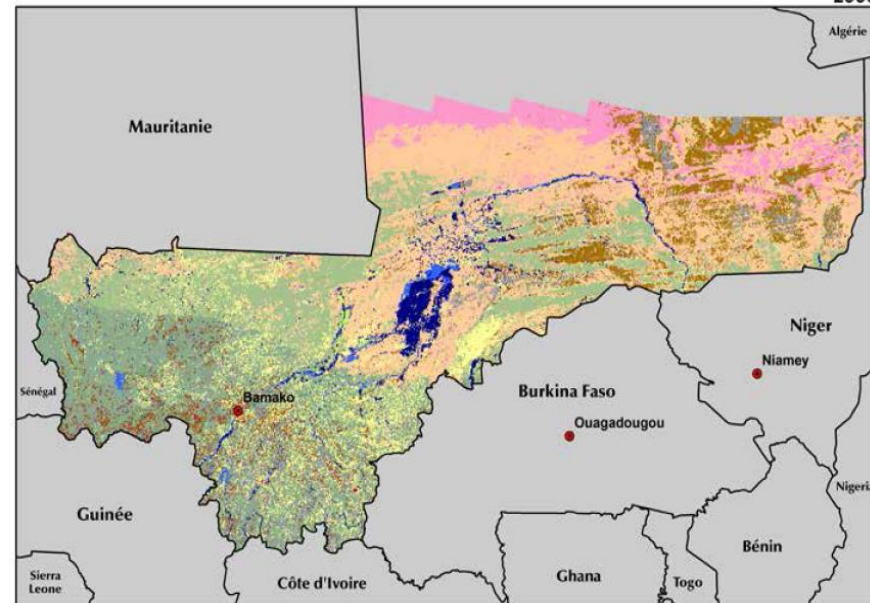 Algérie
Mauritanie
Niger
Niamey
Sénégal
Bamako
Burkina Faso
Ouagadougou
Nigeria
Guinée
Bénin
Sierra
Leone
Côte d'Ivoire
Ghana
Togo